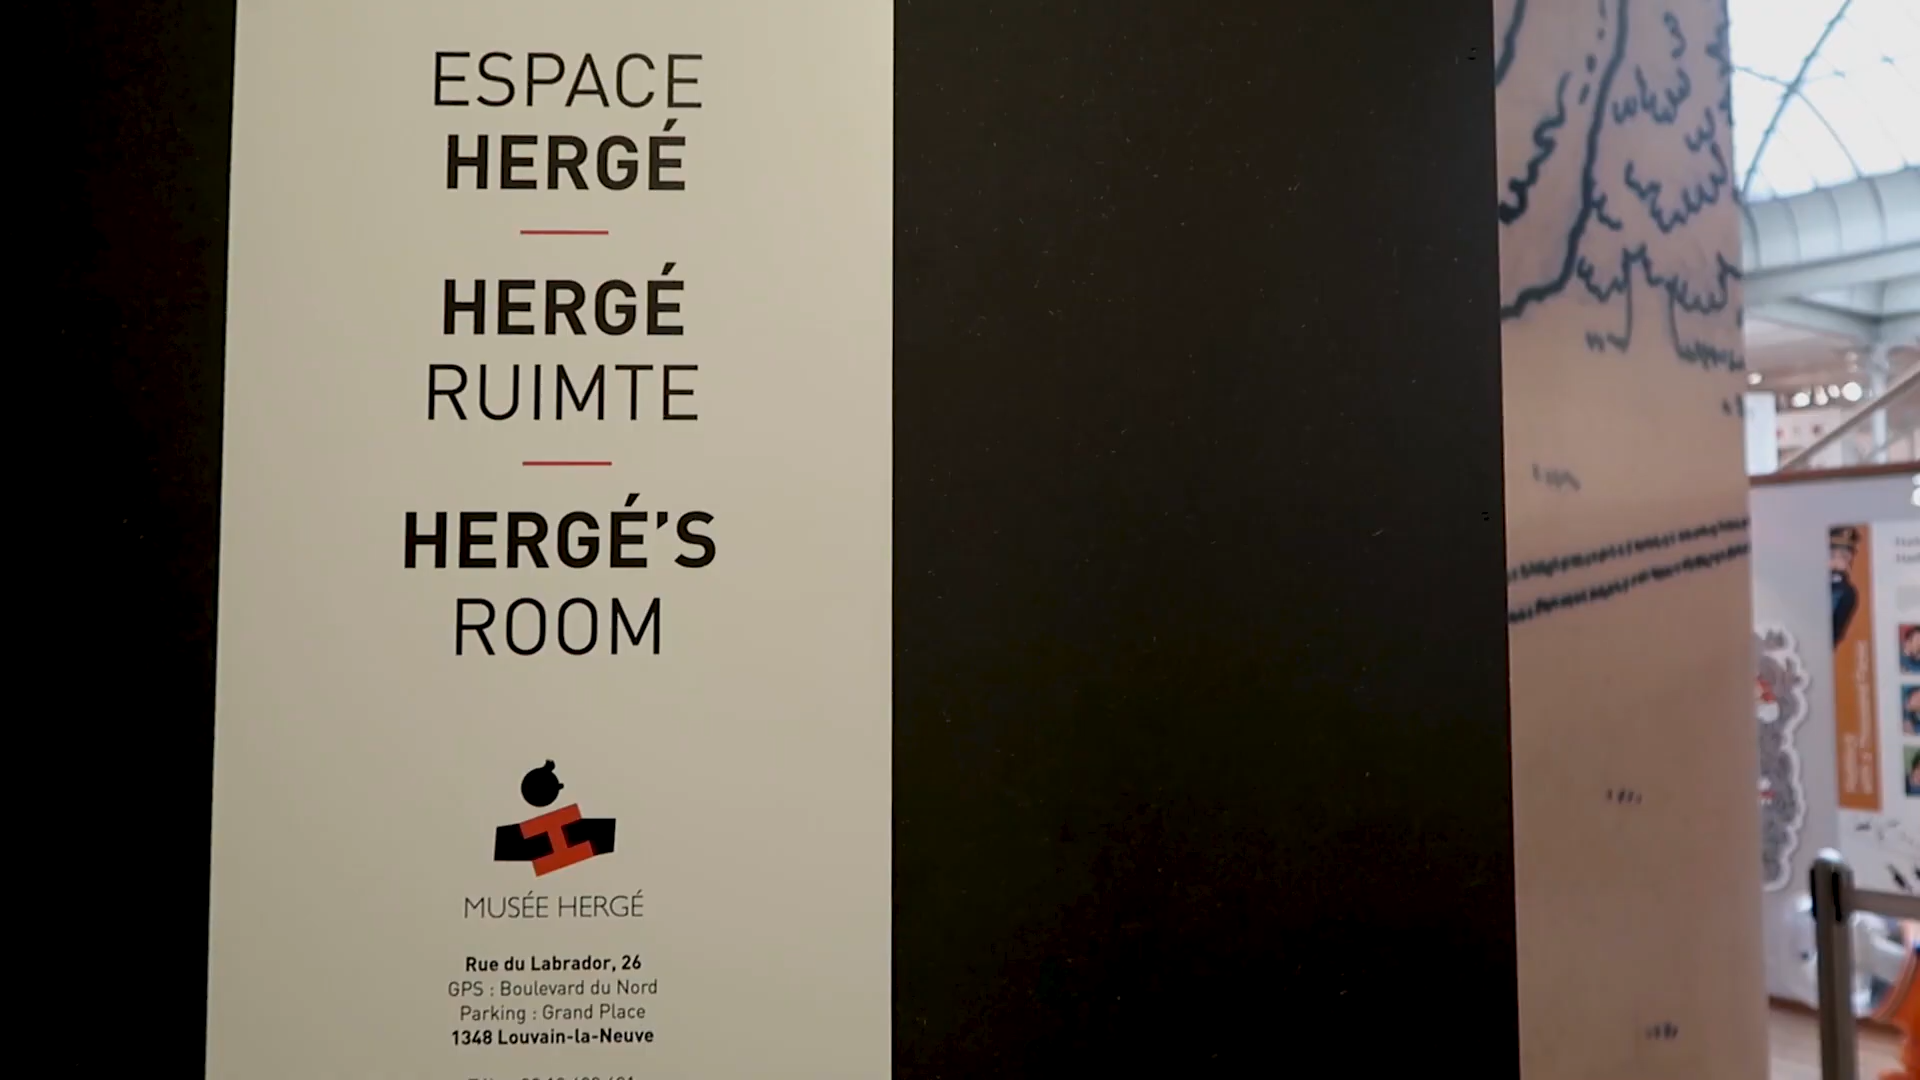 ESPACE
HERGÉ
HERGÉ
RUIMTE
HERGÉ’S
ROOM
MUSÉE HERGÉ
Rue du Labrador, 26
GPS : Boulevard du Nord
Parking : Grand Place
1348 Louvain-la-Neuve